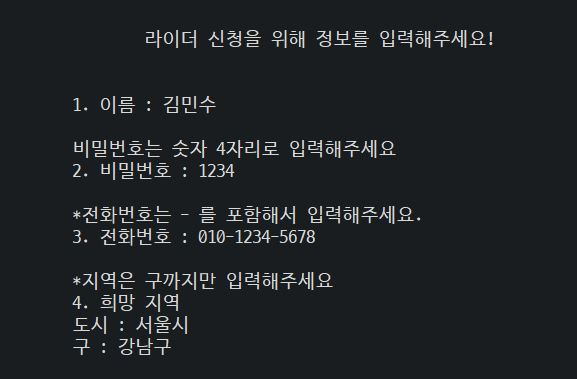 라이더 신청을 위해 정보를 입력해주세요!
1. 이름 : 김민수
비밀번호는 숫자 4자리로 입력해주세요
2. 비밀번호 : 1234
*전화번호는 - 를 포함해서 입력해주세요.
3. 전화번호 : 010-1234-5678
*지역은 구까지만 입력해주세요
4. 희망 지역
도시 : 서울시
구 : 강남구